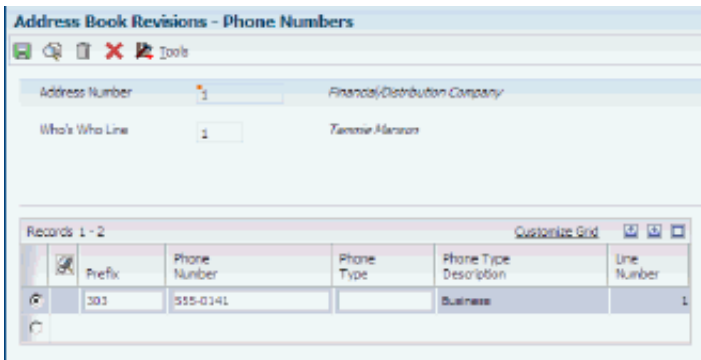 Address Book Revisions - Phone Numbers
Tools
Address Number 1 Financial/Distribution Company
Who's Who Line 1 Tammie Manson
Records 1 - 2 Customize Grid
Prefix Phone Number Phone Type Phone Type Description Line Number
303 555-0141 Business 1